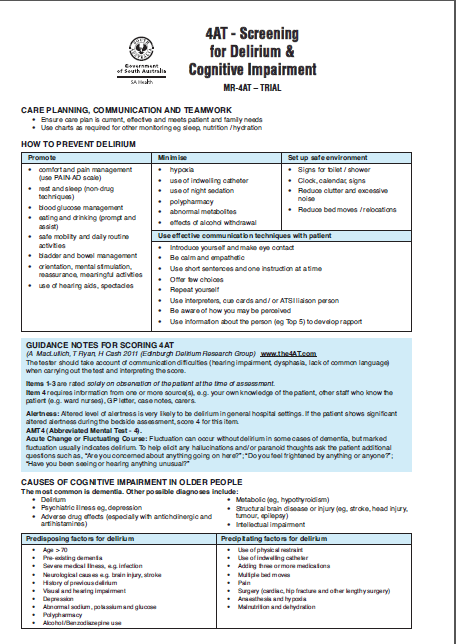 4AT - Screening
for Delirium &
Cognitive Impairment
MR-4AT – TRIAL
Government
of South Australia
SA Health
CARE PLANNING, COMMUNICATION AND TEAMWORK
• Ensure care plan is current, effective and meets patient and family needs
• Use charts as required for other monitoring eg sleep, nutrition / hydration
HOW TO PREVENT DELIRIUM
Promote
• comfort and pain management
(use PAIN AD scale)
• rest and sleep (non-drug
techniques)
• blood glucose management
• eating and drinking (prompt and
assist)
• safe mobility and daily routine
activities
• bladder and bowel management
• orientation, mental stimulation,
reassurance, meaningful activities
• use of hearing aids, spectacles
Minimise
• hypoxia
• use of indwelling catheter
• use of night sedation
• polypharmacy
• abnormal metabolites
• effects of alcohol withdrawal
Set up safe environment
• Signs for toilet / shower
• Clock, calendar, signs
• Reduce clutter and excessive
noise
• Reduce bed moves / relocations
Use effective communication techniques with patient
• Introduce yourself and make eye contact
• Be calm and empathetic
• Use short sentences and one instruction at a time
• Offer few choices
• Repeat yourself
• Use interpreters, cue cards and / or ATSI liaison person
• Be aware of how you may be perceived
• Use information about the person (eg Top 5) to develop rapport
GUIDANCE NOTES FOR SCORING 4AT
(A MacLullich, T Ryan, H Cash 2011 (Edinburgh Delirium Research Group) www.the4AT.com
The tester should take account of communication difficulties (hearing impairment, dysphasia, lack of common language)
when carrying out the test and interpreting the score.
Items 1-3 are rated solely on observation of the patient at the time of assessment.
Item 4 requires information from one or more source(s), e.g. your own knowledge of the patient, other staff who know the
patient (e.g. ward nurses), GP letter, case notes, carers.
Alertness: Altered level of alertness is very likely to be delirium in general hospital settings. If the patient shows significant
altered alertness during the bedside assessment, score 4 for this item.
AMT4 (Abbreviated Mental Test - 4).
Acute Change or Fluctuating Course: Fluctuation can occur without delirium in some cases of dementia, but marked
fluctuation usually indicates delirium. To help elicit any hallucinations and/or paranoid thoughts ask the patient additional
questions such as, "Are you concerned about anything going on here?"; "Do you feel frightened by anything or anyone?";
"Have you been seeing or hearing anything unusual?"
CAUSES OF COGNITIVE IMPAIRMENT IN OLDER PEOPLE
The most common is dementia. Other possible diagnoses include:
• Delirium
• Psychiatric illness eg, depression
• Adverse drug effects (especially with anticholinergic and
antihistamines)
• Metabolic (eg, hypothyroidism)
• Structural brain disease or injury (eg, stroke, head injury,
tumour, epilepsy)
• Intellectual impairment
Predisposing factors for delirium
• Age > 70
• Pre-existing dementia
• Severe medical illness, e.g. infection
• Neurological causes e.g. brain injury, stroke
• History of previous delirium
• Visual and hearing impairment
• Depression
• Abnormal sodium, potassium and glucose
• Polypharmacy
• Alcohol/Benzodiazepine use
Precipitating factors for delirium
• Use of physical restraint
• Use of indwelling catheter
• Adding three or more medications
• Multiple bed moves
• Pain
• Surgery (cardiac, hip fracture and other lengthy surgery)
• Anaesthesia and hypoxia
• Malnutrition and dehydration